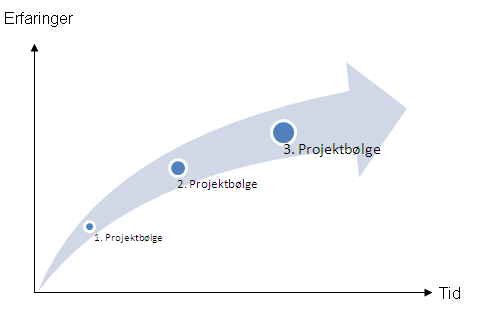 Erfaringer
3. Projektbølge
2. Projektbølge
1. Projektbølge
Tid